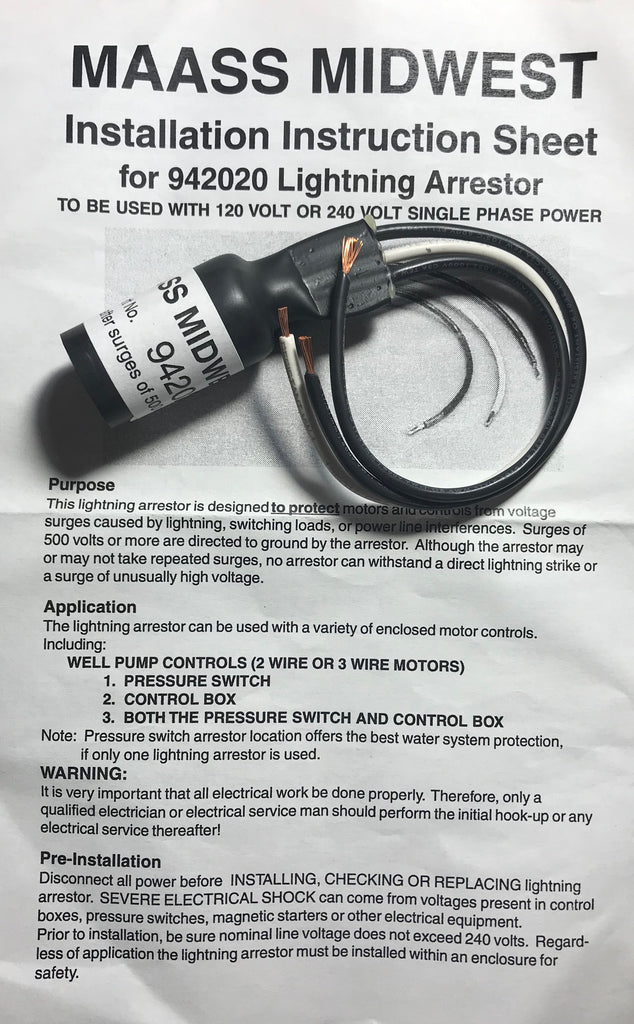 MAASS MIDWEST
Installation Instruction Sheet
for 942020 Lightning Arrestor
TO BE USED WITH 120 VOLT OR 240 VOLT SINGLE PHASE POWER
SS MIDW
No.
942
surges of 50
Purpose
This lightning arrestor is designed to protect motors and controls from voltage
surges caused by lightning, switching loads, or power line interferences. Surges of
500 volts or more are directed to ground by the arrestor. Although the arrestor may
or may not take repeated surges, no arrestor can withstand a direct lightning strike or
a surge of unusually high voltage.
Application
The lightning arrestor can be used with a variety of enclosed motor controls.
Including:
WELL PUMP CONTROLS (2 WIRE OR 3 WIRE MOTORS)
1. PRESSURE SWITCH
2. CONTROL BOX
3. BOTH THE PRESSURE SWITCH AND CONTROL BOX
Note: Pressure switch arrestor location offers the best water system protection,
if only one lightning arrestor is used.
WARNING:
It is very important that all electrical work be done properly. Therefore, only a
qualified electrician or electrical service man should perform the initial hook-up or any
electrical service thereafter!
Pre-Installation
Disconnect all power before INSTALLING, CHECKING OR REPLACING lightning
arrestor. SEVERE ELECTRICAL SHOCK can come from voltages present in control
boxes, pressure switches, magnetic starters or other electrical equipment.
Prior to installation, be sure nominal line voltage does not exceed 240 volts. Regard-
less of application the lightning arrestor must be installed within an enclosure for
safety.